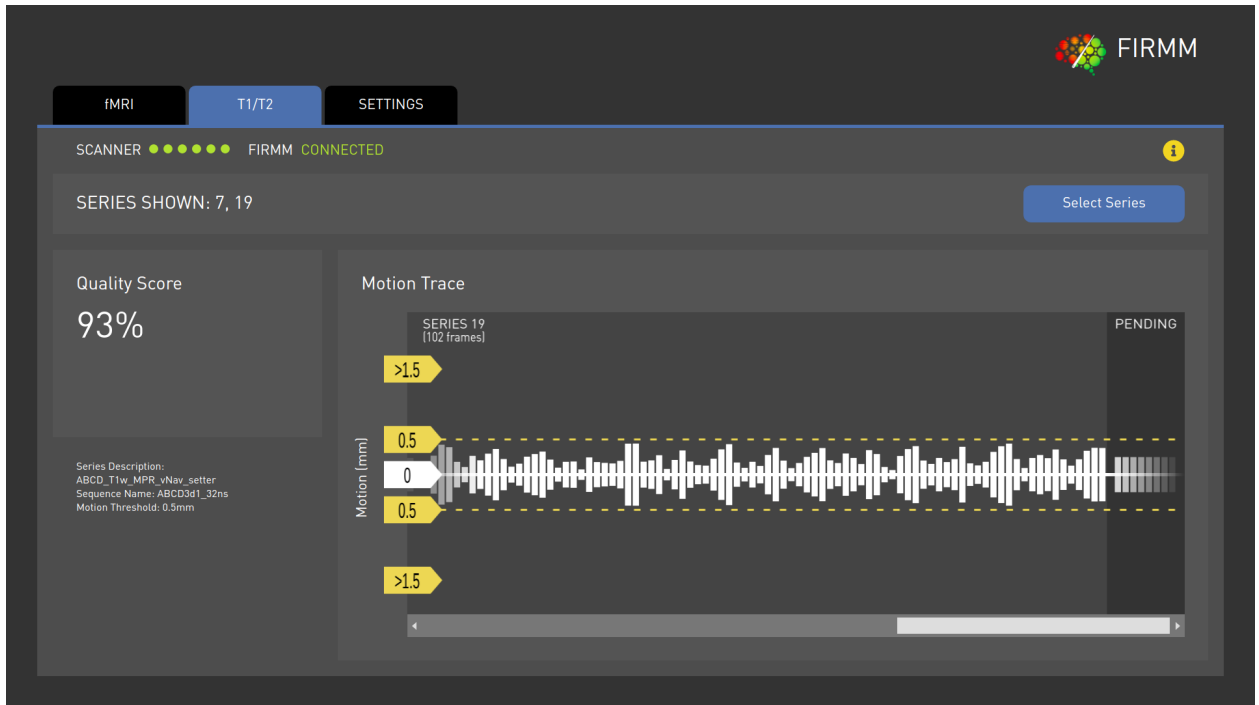 FIRMM
fMRI
T1/T2
SETTINGS
SCANNER FIRMM CONNECTED
i
SERIES SHOWN: 7, 19
Select Series
Quality Score
93%
Series Description:
ABCD_T1w_MPR_vNav_setter
Sequence Name: ABCD3d1_32ns
Motion Threshold: 0.5mm
Motion Trace
SERIES 19
(102 frames)
PENDING
Motion (mm)
>1.5
0.5
0
0.5
>1.5